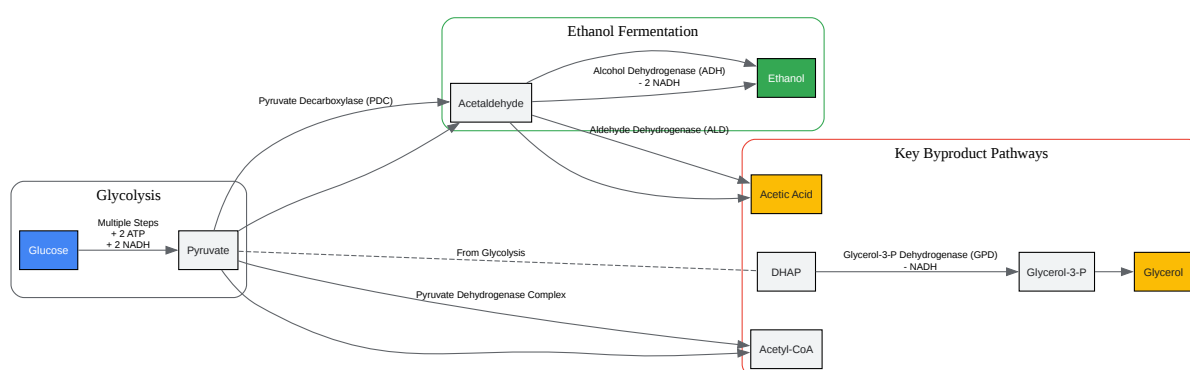 Ethanol Fermentation
Alcohol Dehydrogenase (ADH)
- 2 NADH
Ethanol
Pyruvate Decarboxylase (PDC)
Acetaldehyde
Aldehyde Dehydrogenase (ALD)
Key Byproduct Pathways
Glycolysis
Acetic Acid
Multiple Steps
+ 2 ATP
+ 2 NADH
Glucose
Pyruvate
From Glycolysis
Glycerol-3-P Dehydrogenase (GPD)
- NADH
DHAP
Glycerol-3-P
Glycerol
Pyruvate Dehydrogenase Complex
Acetyl-CoA